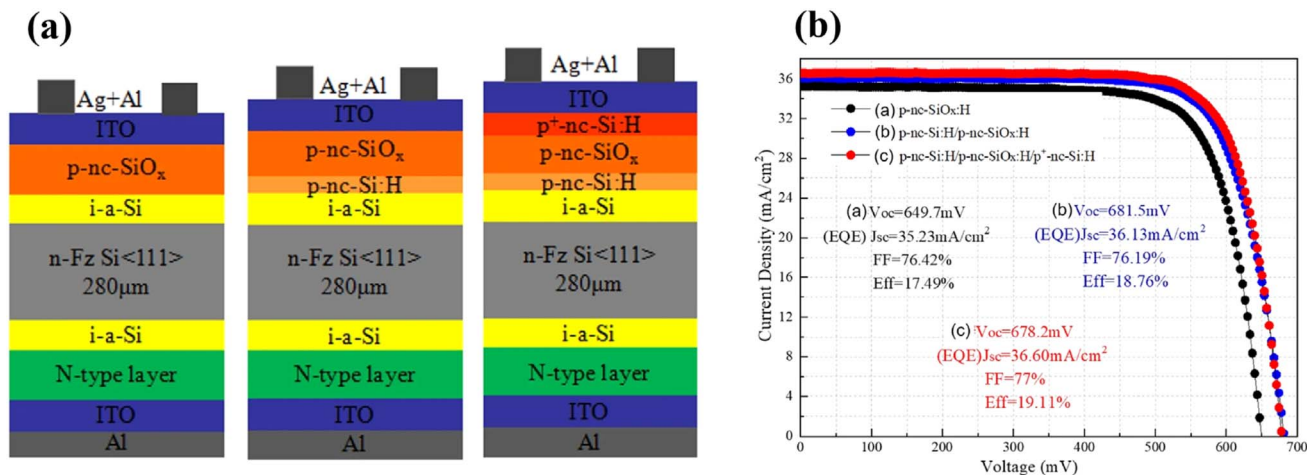 (a)
Ag+Al
ITO
p-nc-SiOₓ
i-a-Si
n-Fz Si<111>
280μm
i-a-Si
N-type layer
ITO
Al
Ag+Al
ITO
p-nc-SiOₓ
p-nc-Si:H
i-a-Si
n-Fz Si<111>
280μm
i-a-Si
N-type layer
ITO
Al
Ag+Al
ITO
p⁺-nc-Si:H
p-nc-SiOₓ
p-nc-Si:H
i-a-Si
n-Fz Si<111>
280μm
i-a-Si
N-type layer
ITO
Al
(b)
Current Density (mA/cm²)
36
32
28
24
20
16
12
8
4
0
(a) p-nc-SiOx:H
(b) p-nc-Si:H/p-nc-SiOx:H
(c) p-nc-Si:H/p-nc-SiOx:H/p⁺-nc-Si:H
(a) Voc=649.7mV
(EQE) Jsc=35.23mA/cm²
FF=76.42%
Eff=17.49%
(b) Voc=681.5mV
(EQE)Jsc=36.13mA/cm²
FF=76.19%
Eff=18.76%
(c) Voc=678.2mV
(EQE)Jsc=36.60mA/cm²
FF=77%
Eff=19.11%
0 100 200 300 400 500 600 700
Voltage (mV)